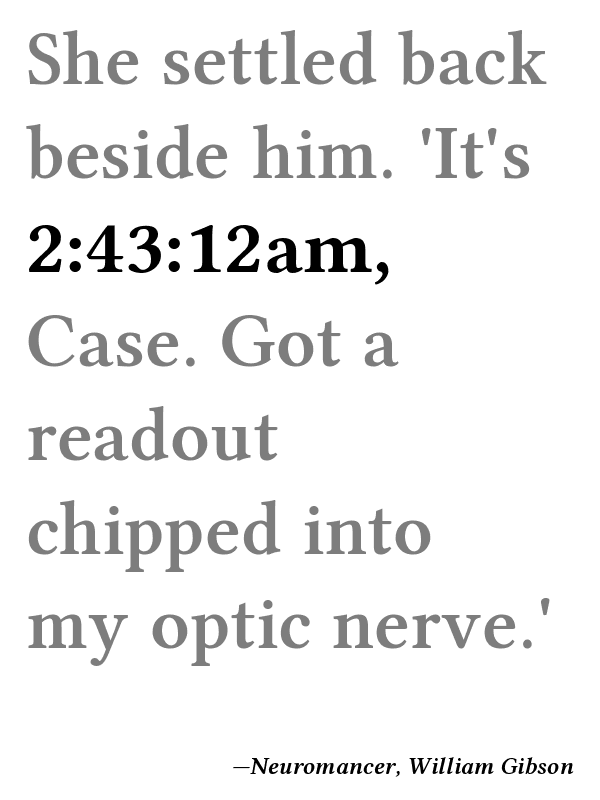 She settled back
beside him. 'It's
2:43:12am,
Case. Got a
readout
chipped into
my optic nerve.'
—Neuromancer, William Gibson